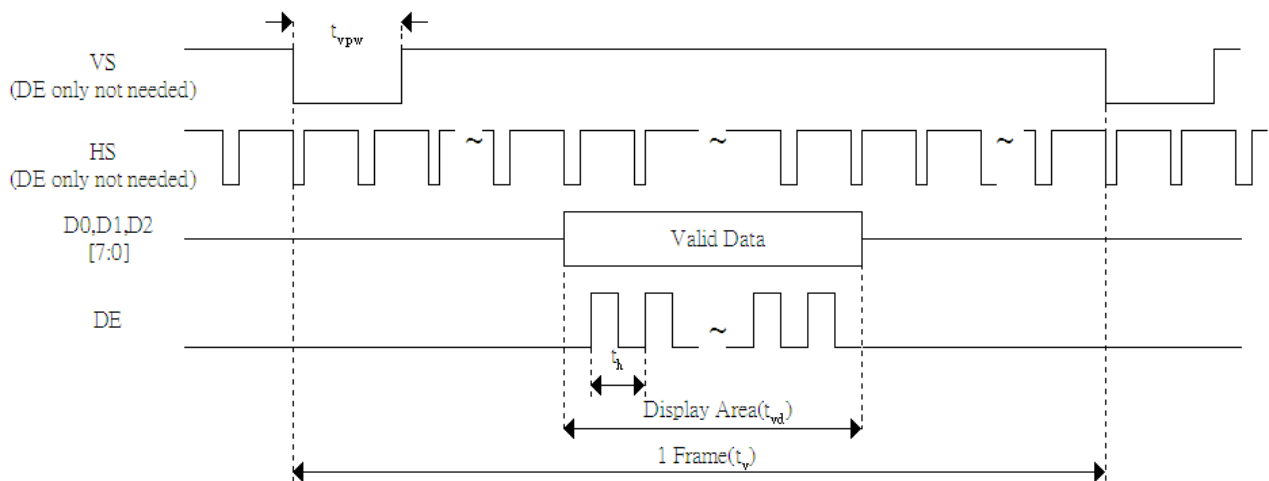 tvpw
VS
(DE only not needed)
HS
(DE only not needed)
~
~
~
D0,D1,D2
[7:0]
Valid Data
DE
~
th
Display Area(tvd)
1 Frame(tv)